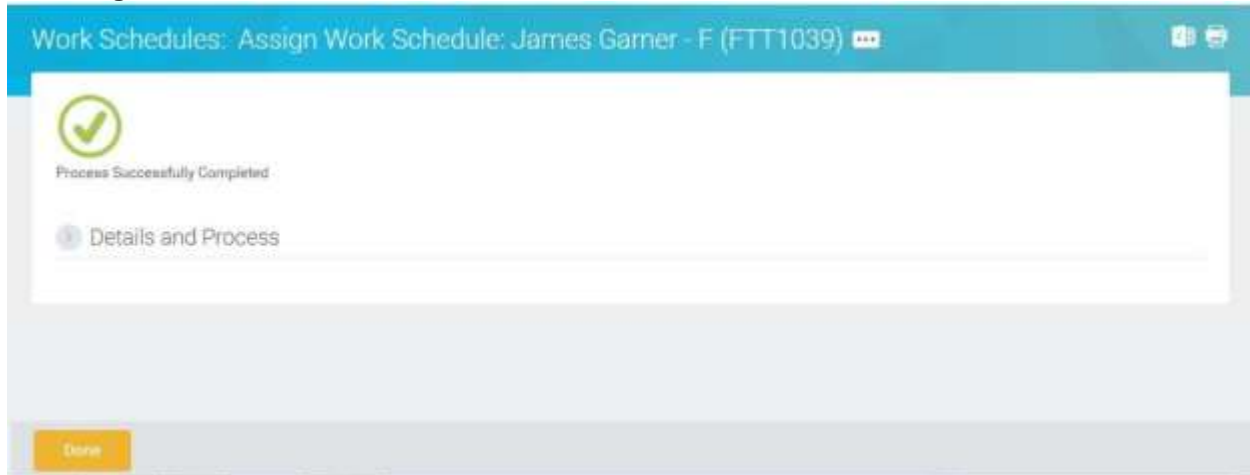 Work Schedules: Assign Work Schedule: James Garner - F (FTT1039)
Process Successfully Completed
Details and Process
Done